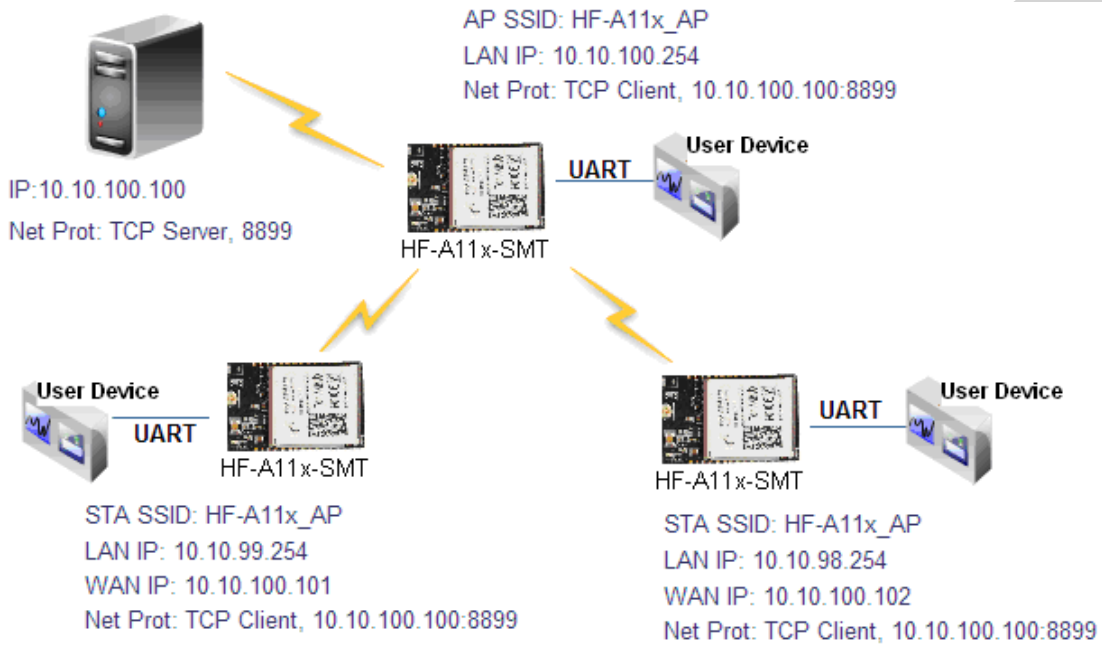 AP SSID: HF-A11x_AP
LAN IP: 10.10.100.254
Net Prot: TCP Client, 10.10.100.100:8899
User Device
UART
IP:10.10.100.100
Net Prot: TCP Server, 8899
HF-A11x-SMT
User Device
UART
HF-A11x-SMT
STA SSID: HF-A11x_AP
LAN IP: 10.10.99.254
WAN IP: 10.10.100.101
Net Prot: TCP Client, 10.10.100.100:8899
User Device
UART
HF-A11x-SMT
STA SSID: HF-A11x_AP
LAN IP: 10.10.98.254
WAN IP: 10.10.100.102
Net Prot: TCP Client, 10.10.100.100:8899